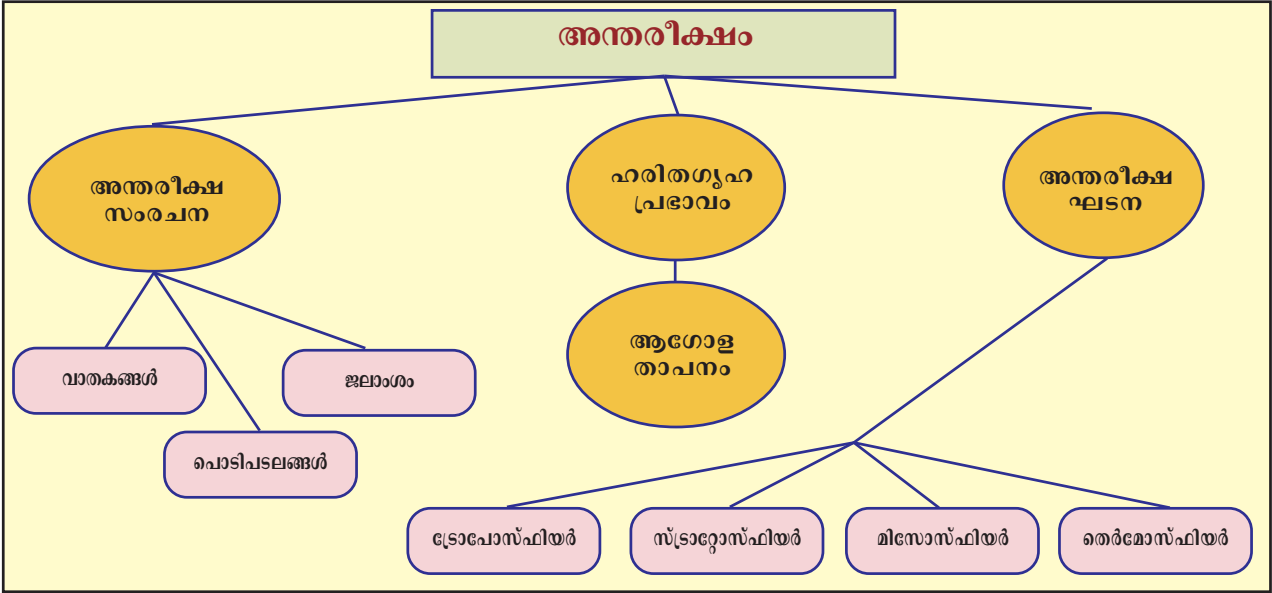 അന്തരീക്ഷം
അന്തരീക്ഷ
സംരചന
ഹരിതഗൃഹ
പ്രഭാവം
അന്തരീക്ഷ
ഘടന
ആഗോള
താപനം
വാതകങ്ങൾ
ജലാംശം
പൊടിപടലങ്ങൾ
ട്രോപോസ്ഫിയർ
സ്ട്രാറ്റോസ്ഫിയർ
മിസോസ്ഫിയർ
തെർമോസ്ഫിയർ